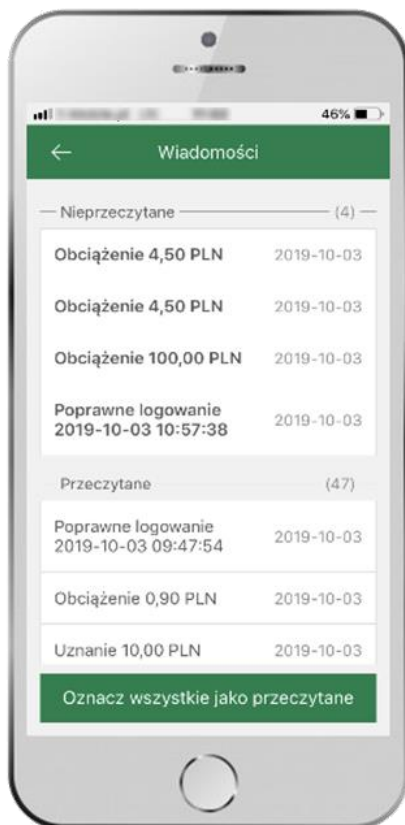 46%
Wiadomości
Nieprzeczytane (4)
Obciążenie 4,50 PLN 2019-10-03
Obciążenie 4,50 PLN 2019-10-03
Obciążenie 100,00 PLN 2019-10-03
Poprawne logowanie
2019-10-03 10:57:38 2019-10-03
Przeczytane (47)
Poprawne logowanie
2019-10-03 09:47:54 2019-10-03
Obciążenie 0,90 PLN 2019-10-03
Uznanie 10,00 PLN 2019-10-03
Oznacz wszystkie jako przeczytane